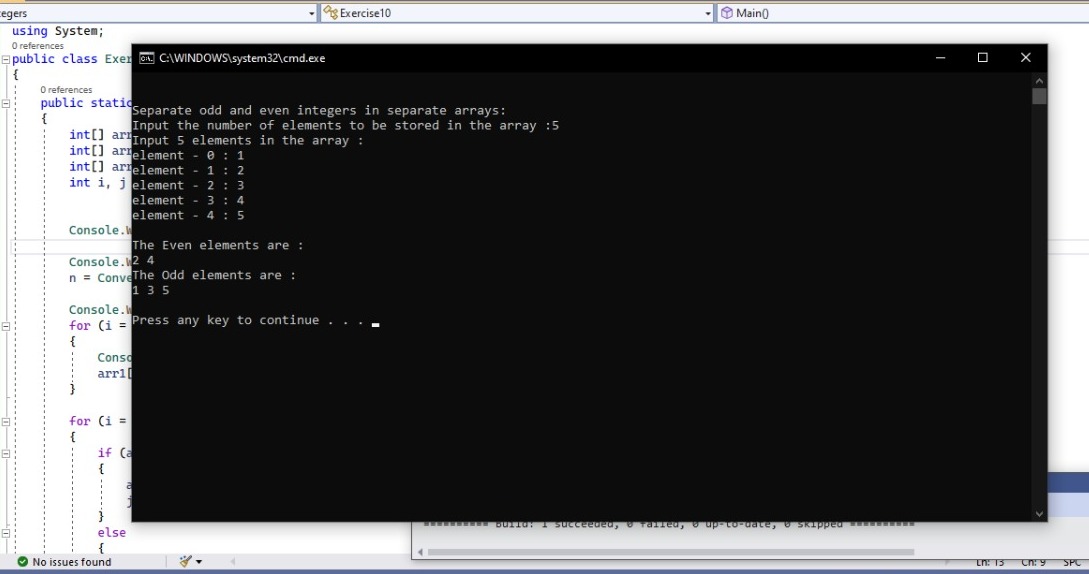 egers
Exercise10
Main()
using System;
0 references
public class Exer
{
0 references
public static
{
int[] arr
int[] arr
int[] arr
int i, j
Console.W
Console.W
n = Conve
Console.W
for (i =
{
Conso
arr1[
}
for (i =
{
if (a
{
a
j
}
else
{
C:\WINDOWS\system32\cmd.exe
Separate odd and even integers in separate arrays:
Input the number of elements to be stored in the array :5
Input 5 elements in the array :
element - 0 : 1
element - 1 : 2
element - 2 : 3
element - 3 : 4
element - 4 : 5
The Even elements are :
2 4
The Odd elements are :
1 3 5
Press any key to continue . . .
========== Build: 1 succeeded, 0 failed, 0 up-to-date, 0 skipped ==========
No issues found
Ln: 13 Ch: 9 SPC